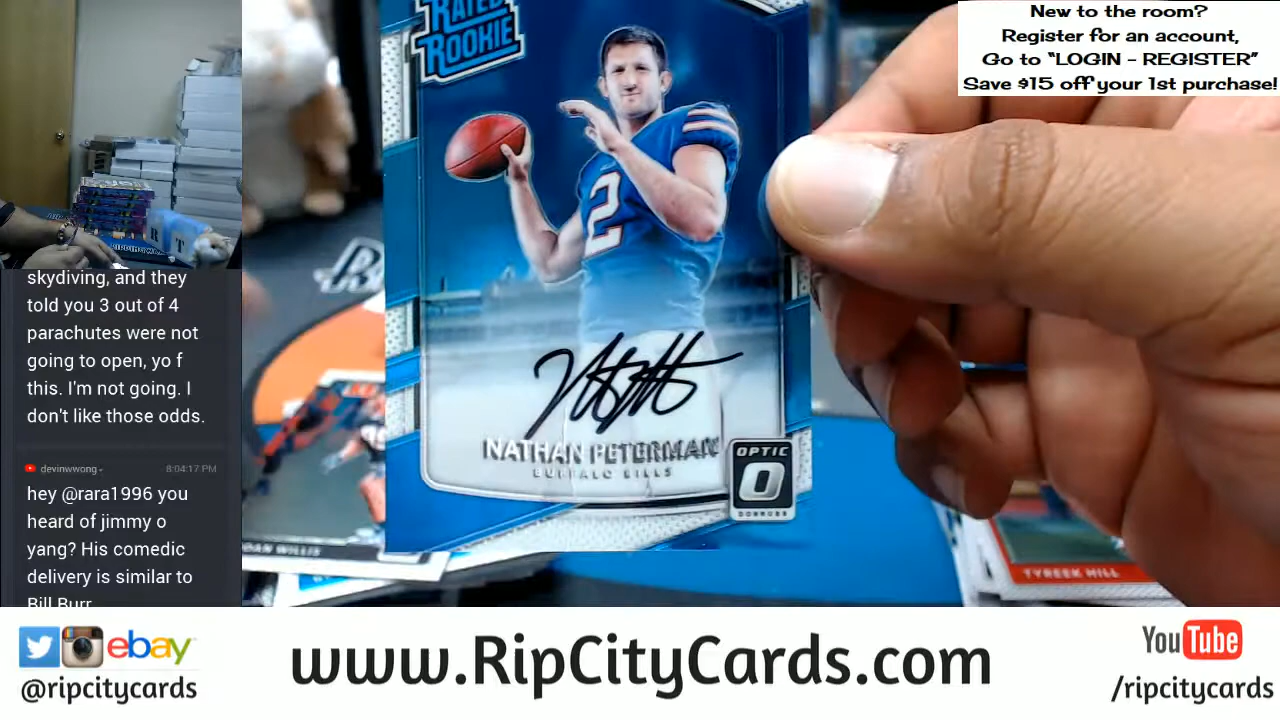 New to the room?
Register for an account,
Go to "LOGIN - REGISTER"
Save $15 off your 1st purchase!
RATED
ROOKIE
2
NATHAN PETERMAN
BUFFALO BILLS
OPTIC
O
DONRUSS
WILLIS
TYREEK HILL
skydiving, and they
told you 3 out of 4
parachutes were not
going to open, yo f
this. I'm not going. I
don't like those odds.
devinwwong
8:04:17 PM
hey @rara1996 you
heard of jimmy o
yang? His comedic
delivery is similar to
Bill Burr
ebay
@ripcitycards
www.RipCityCards.com
YouTube
/ripcitycards